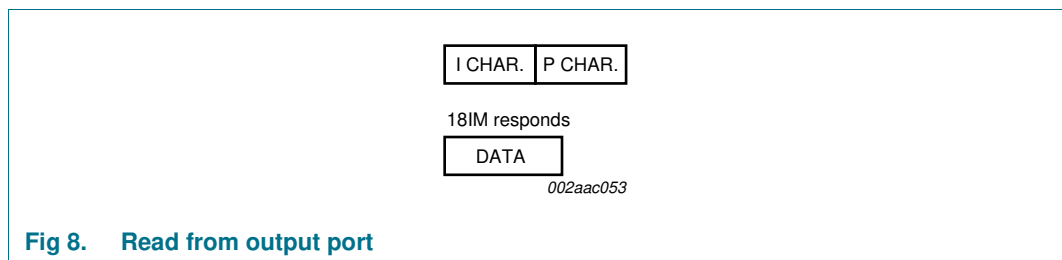 I CHAR. P CHAR.
18IM responds
DATA
002aac053
Fig 8. Read from output port